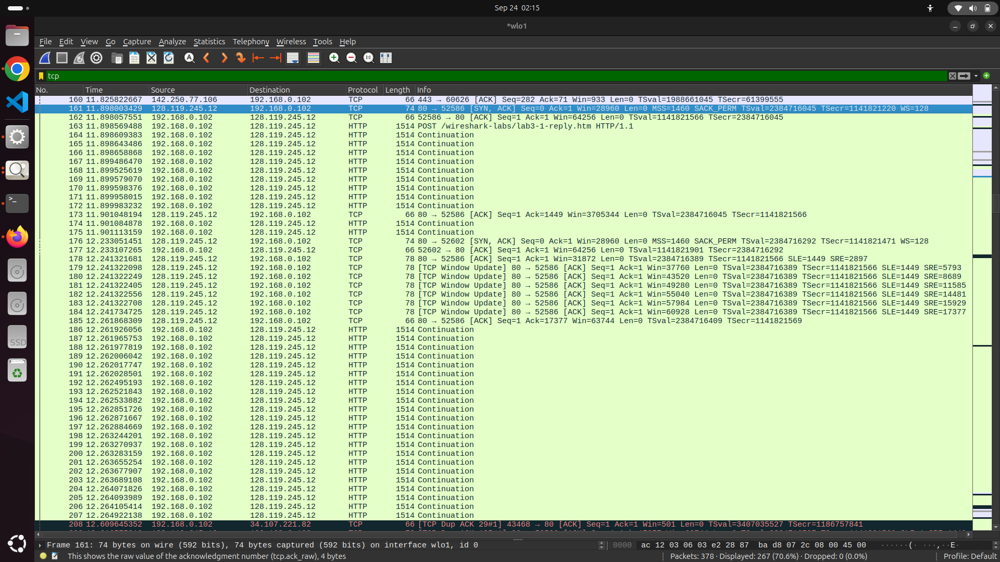 Sep 24 02:15
*wlo1
File Edit View Go Capture Analyze Statistics Telephony Wireless Tools Help
tcp
No. Time Source Destination Protocol Length Info
160 11.825822667 142.250.77.106 192.168.0.102 TCP 66 443 → 60626 [ACK] Seq=282 Ack=71 Win=933 Len=0 TSval=1988661045 TSecr=61399555
161 11.898003429 128.119.245.12 192.168.0.102 TCP 74 80 → 52586 [SYN, ACK] Seq=0 Ack=1 Win=28960 Len=0 MSS=1460 SACK_PERM TSval=2384716045 TSecr=1141821220 WS=128
162 11.898057551 192.168.0.102 128.119.245.12 TCP 66 52586 → 80 [ACK] Seq=1 Ack=1 Win=64256 Len=0 TSval=1141821566 TSecr=2384716045
163 11.898569488 192.168.0.102 128.119.245.12 HTTP 1514 POST /wireshark-labs/lab3-1-reply.htm HTTP/1.1
164 11.898609383 192.168.0.102 128.119.245.12 HTTP 1514 Continuation
165 11.898643486 192.168.0.102 128.119.245.12 HTTP 1514 Continuation
166 11.898658868 192.168.0.102 128.119.245.12 HTTP 1514 Continuation
167 11.899486470 192.168.0.102 128.119.245.12 HTTP 1514 Continuation
168 11.899525619 192.168.0.102 128.119.245.12 HTTP 1514 Continuation
169 11.899579070 192.168.0.102 128.119.245.12 HTTP 1514 Continuation
170 11.899598376 192.168.0.102 128.119.245.12 HTTP 1514 Continuation
171 11.899958015 192.168.0.102 128.119.245.12 HTTP 1514 Continuation
172 11.899983232 192.168.0.102 128.119.245.12 HTTP 1514 Continuation
173 11.901048194 128.119.245.12 192.168.0.102 TCP 66 80 → 52586 [ACK] Seq=1 Ack=1449 Win=3705344 Len=0 TSval=2384716045 TSecr=1141821566
174 11.901084878 192.168.0.102 128.119.245.12 HTTP 1514 Continuation
175 11.901113159 192.168.0.102 128.119.245.12 HTTP 1514 Continuation
176 12.233051451 128.119.245.12 192.168.0.102 TCP 74 80 → 52602 [SYN, ACK] Seq=0 Ack=1 Win=28960 Len=0 MSS=1460 SACK_PERM TSval=2384716292 TSecr=1141821471 WS=128
177 12.233107265 192.168.0.102 128.119.245.12 TCP 66 52602 → 80 [ACK] Seq=1 Ack=1 Win=64256 Len=0 TSval=1141821901 TSecr=2384716292
178 12.241321681 128.119.245.12 192.168.0.102 TCP 78 80 → 52586 [ACK] Seq=1 Ack=1 Win=31872 Len=0 TSval=2384716389 TSecr=1141821566 SLE=1449 SRE=2897
179 12.241322098 128.119.245.12 192.168.0.102 TCP 78 [TCP Window Update] 80 → 52586 [ACK] Seq=1 Ack=1 Win=37760 Len=0 TSval=2384716389 TSecr=1141821566 SLE=1449 SRE=5793
180 12.241322249 128.119.245.12 192.168.0.102 TCP 78 [TCP Window Update] 80 → 52586 [ACK] Seq=1 Ack=1 Win=43520 Len=0 TSval=2384716389 TSecr=1141821566 SLE=1449 SRE=8689
181 12.241322405 128.119.245.12 192.168.0.102 TCP 78 [TCP Window Update] 80 → 52586 [ACK] Seq=1 Ack=1 Win=49280 Len=0 TSval=2384716389 TSecr=1141821566 SLE=1449 SRE=11585
182 12.241322556 128.119.245.12 192.168.0.102 TCP 78 [TCP Window Update] 80 → 52586 [ACK] Seq=1 Ack=1 Win=55040 Len=0 TSval=2384716389 TSecr=1141821566 SLE=1449 SRE=14481
183 12.241322708 128.119.245.12 192.168.0.102 TCP 78 [TCP Window Update] 80 → 52586 [ACK] Seq=1 Ack=1 Win=57984 Len=0 TSval=2384716389 TSecr=1141821566 SLE=1449 SRE=15929
184 12.241734725 128.119.245.12 192.168.0.102 TCP 78 [TCP Window Update] 80 → 52586 [ACK] Seq=1 Ack=1 Win=60928 Len=0 TSval=2384716389 TSecr=1141821566 SLE=1449 SRE=17377
185 12.261868309 128.119.245.12 192.168.0.102 TCP 66 80 → 52586 [ACK] Seq=1 Ack=17377 Win=63744 Len=0 TSval=2384716409 TSecr=1141821569
186 12.261926056 192.168.0.102 128.119.245.12 HTTP 1514 Continuation
187 12.261965753 192.168.0.102 128.119.245.12 HTTP 1514 Continuation
188 12.261977819 192.168.0.102 128.119.245.12 HTTP 1514 Continuation
189 12.262006042 192.168.0.102 128.119.245.12 HTTP 1514 Continuation
190 12.262017747 192.168.0.102 128.119.245.12 HTTP 1514 Continuation
191 12.262028501 192.168.0.102 128.119.245.12 HTTP 1514 Continuation
192 12.262495193 192.168.0.102 128.119.245.12 HTTP 1514 Continuation
193 12.262521843 192.168.0.102 128.119.245.12 HTTP 1514 Continuation
194 12.262533882 192.168.0.102 128.119.245.12 HTTP 1514 Continuation
195 12.262851726 192.168.0.102 128.119.245.12 HTTP 1514 Continuation
196 12.262871667 192.168.0.102 128.119.245.12 HTTP 1514 Continuation
197 12.262884669 192.168.0.102 128.119.245.12 HTTP 1514 Continuation
198 12.263244201 192.168.0.102 128.119.245.12 HTTP 1514 Continuation
199 12.263270937 192.168.0.102 128.119.245.12 HTTP 1514 Continuation
200 12.263283159 192.168.0.102 128.119.245.12 HTTP 1514 Continuation
201 12.263655254 192.168.0.102 128.119.245.12 HTTP 1514 Continuation
202 12.263677907 192.168.0.102 128.119.245.12 HTTP 1514 Continuation
203 12.263689108 192.168.0.102 128.119.245.12 HTTP 1514 Continuation
204 12.264071826 192.168.0.102 128.119.245.12 HTTP 1514 Continuation
205 12.264093989 192.168.0.102 128.119.245.12 HTTP 1514 Continuation
206 12.264105414 192.168.0.102 128.119.245.12 HTTP 1514 Continuation
207 12.264922138 192.168.0.102 128.119.245.12 HTTP 1514 Continuation
208 12.609645352 192.168.0.102 34.107.221.82 TCP 66 [TCP Dup ACK 29#1] 43468 → 80 [ACK] Seq=1 Ack=1 Win=501 Len=0 TSval=3407035527 TSecr=1186757841
Frame 161: 74 bytes on wire (592 bits), 74 bytes captured (592 bits) on interface wlo1, id 0
0000 ac 12 03 06 03 e2 28 87 ba d8 07 2c 08 00 45 00 ······(· ···,··E·
This shows the raw value of the acknowledgment number (tcp.ack_raw), 4 bytes
Packets: 378 · Displayed: 267 (70.6%) · Dropped: 0 (0.0%)
Profile: Default
SSD